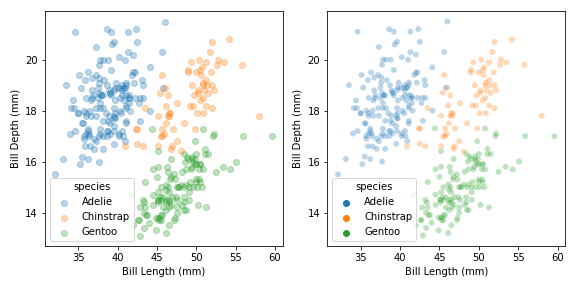 20
18
16
14
Bill Depth (mm)
species
Adelie
Chinstrap
Gentoo
35 40 45 50 55 60
Bill Length (mm)
20
18
16
14
Bill Depth (mm)
species
Adelie
Chinstrap
Gentoo
35 40 45 50 55 60
Bill Length (mm)